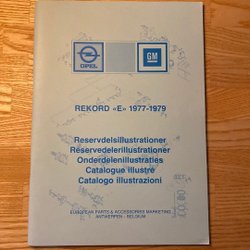 OPEL
GM
REKORD «E» 1977-1979
Reservdelsillustrationer
Reservedelerillustrationer
Onderdelenillustraties
Catalogue illustré
Catalogo illustrazioni
EUROPEAN PARTS & ACCESSORIES MARKETING
ANTWERPEN - BELGIUM